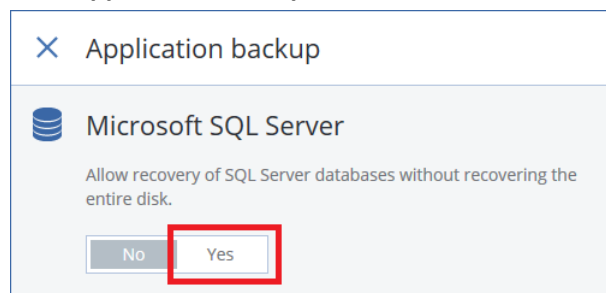 Application backup
Microsoft SQL Server
Allow recovery of SQL Server databases without recovering the
entire disk.
No Yes